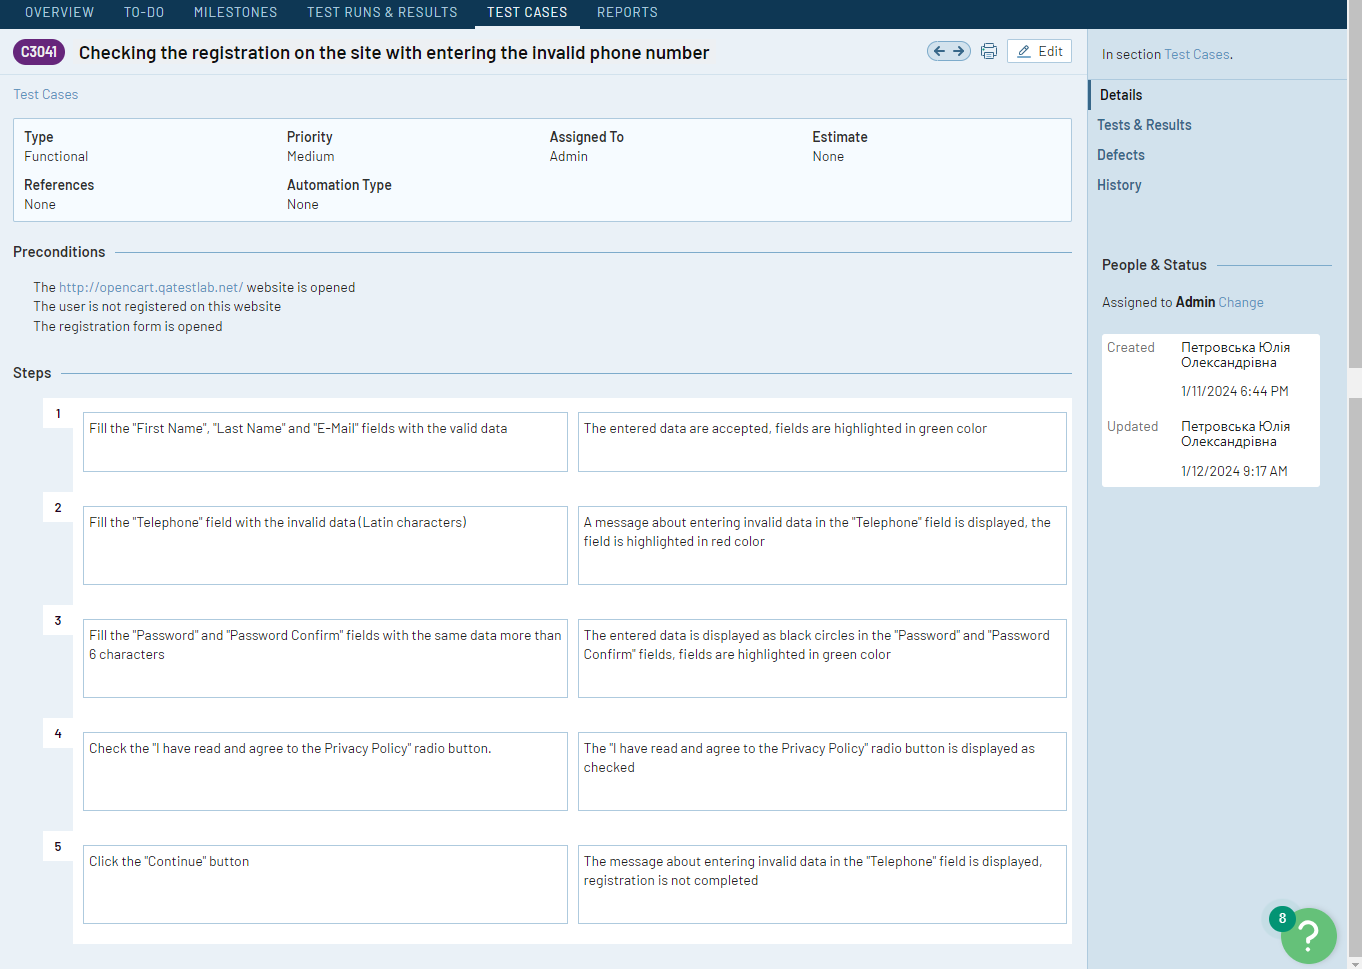 OVERVIEW TO-DO MILESTONES TEST RUNS & RESULTS TEST CASES REPORTS
C3041 Checking the registration on the site with entering the invalid phone number
Edit
Test Cases
Type Priority Assigned To Estimate
Functional Medium Admin None
References Automation Type
None None
Preconditions
The http://opencart.qatestlab.net/ website is opened
The user is not registered on this website
The registration form is opened
Steps
1
Fill the "First Name", "Last Name" and "E-Mail" fields with the valid data
The entered data are accepted, fields are highlighted in green color
2
Fill the "Telephone" field with the invalid data (Latin characters)
A message about entering invalid data in the "Telephone" field is displayed, the
field is highlighted in red color
3
Fill the "Password" and "Password Confirm" fields with the same data more than
6 characters
The entered data is displayed as black circles in the "Password" and "Password
Confirm" fields, fields are highlighted in green color
4
Check the "I have read and agree to the Privacy Policy" radio button.
The "I have read and agree to the Privacy Policy" radio button is displayed as
checked
5
Click the "Continue" button
The message about entering invalid data in the "Telephone" field is displayed,
registration is not completed
In section Test Cases.
Details
Tests & Results
Defects
History
People & Status
Assigned to Admin Change
Created Петровська Юлія
Олександрівна
1/11/2024 6:44 PM
Updated Петровська Юлія
Олександрівна
1/12/2024 9:17 AM
8
?